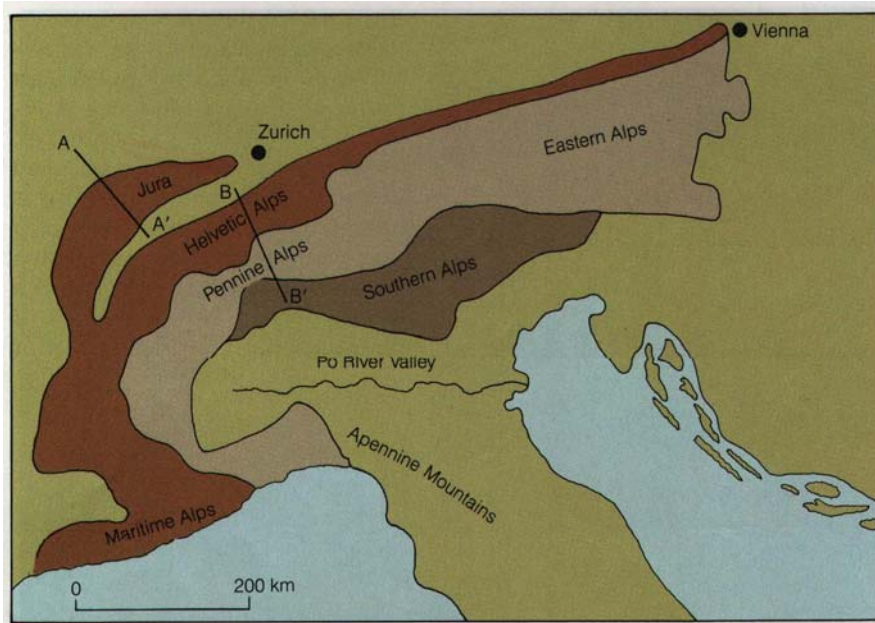 Vienna
Eastern Alps
Zurich
A
Jura
B
A'
Helvetic Alps
Pennine Alps
Southern Alps
B'
Po River Valley
Apennine Mountains
Maritime Alps
0 200 km